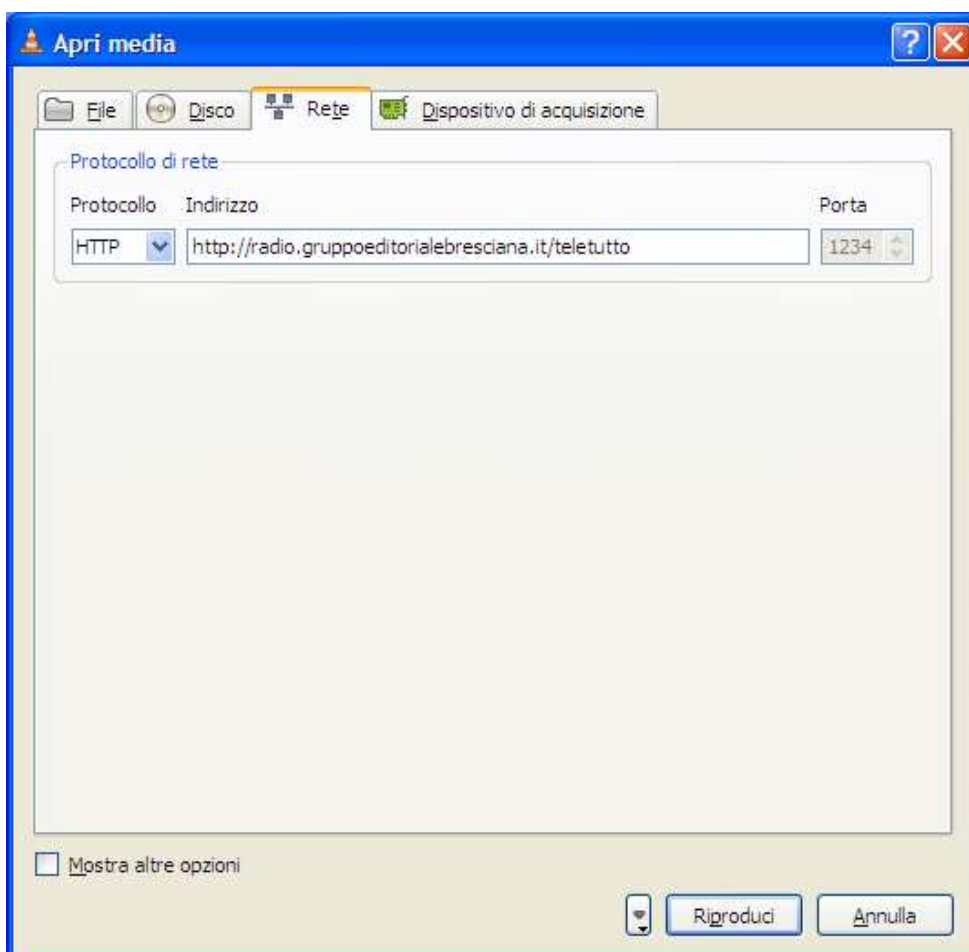 Apri media
File Disco Rete Dispositivo di acquisizione
Protocollo di rete
Protocollo Indirizzo Porta
HTTP http://radio.gruppoeditorialebresciana.it/teletutto 1234
Mostra altre opzioni
Riproduci Annulla